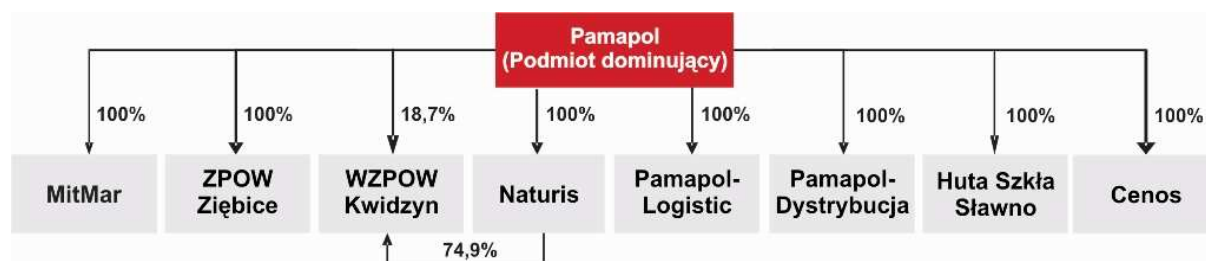 Pamapol
(Podmiot dominujący)
100%
100%
18,7%
100%
100%
100%
100%
100%
MitMar
ZPOW
Ziębice
WZPOW
Kwidzyn
Naturis
Pamapol-
Logistic
Pamapol-
Dystrybucja
Huta Szkła
Sławno
Cenos
74,9%